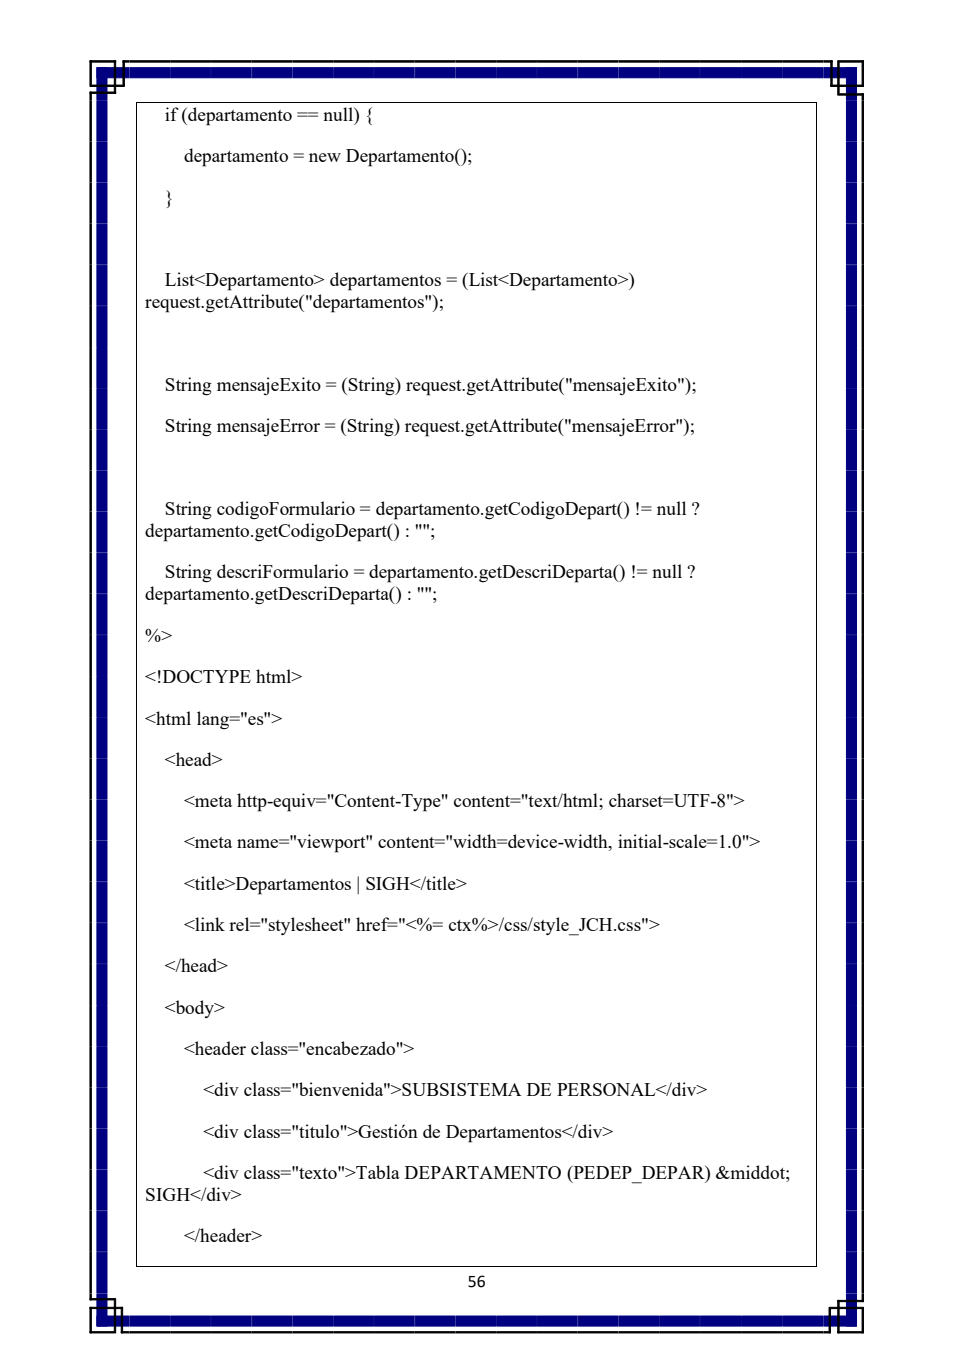 if (departamento == null) {
departamento = new Departamento();
}
List<Departamento> departamentos = (List<Departamento>)
request.getAttribute("departamentos");
String mensajeExito = (String) request.getAttribute("mensajeExito");
String mensajeError = (String) request.getAttribute("mensajeError");
String codigoFormulario = departamento.getCodigoDepart() != null ?
departamento.getCodigoDepart() : "";
String descriFormulario = departamento.getDescriDeparta() != null ?
departamento.getDescriDeparta() : "";
%>
<!DOCTYPE html>
<html lang="es">
<head>
<meta http-equiv="Content-Type" content="text/html; charset=UTF-8">
<meta name="viewport" content="width=device-width, initial-scale=1.0">
<title>Departamentos | SIGH</title>
<link rel="stylesheet" href="<%= ctx%>/css/style_JCH.css">
</head>
<body>
<header class="encabezado">
<div class="bienvenida">SUBSISTEMA DE PERSONAL</div>
<div class="titulo">Gestión de Departamentos</div>
<div class="texto">Tabla DEPARTAMENTO (PEDEP_DEPAR) &middot;
SIGH</div>
</header>
56